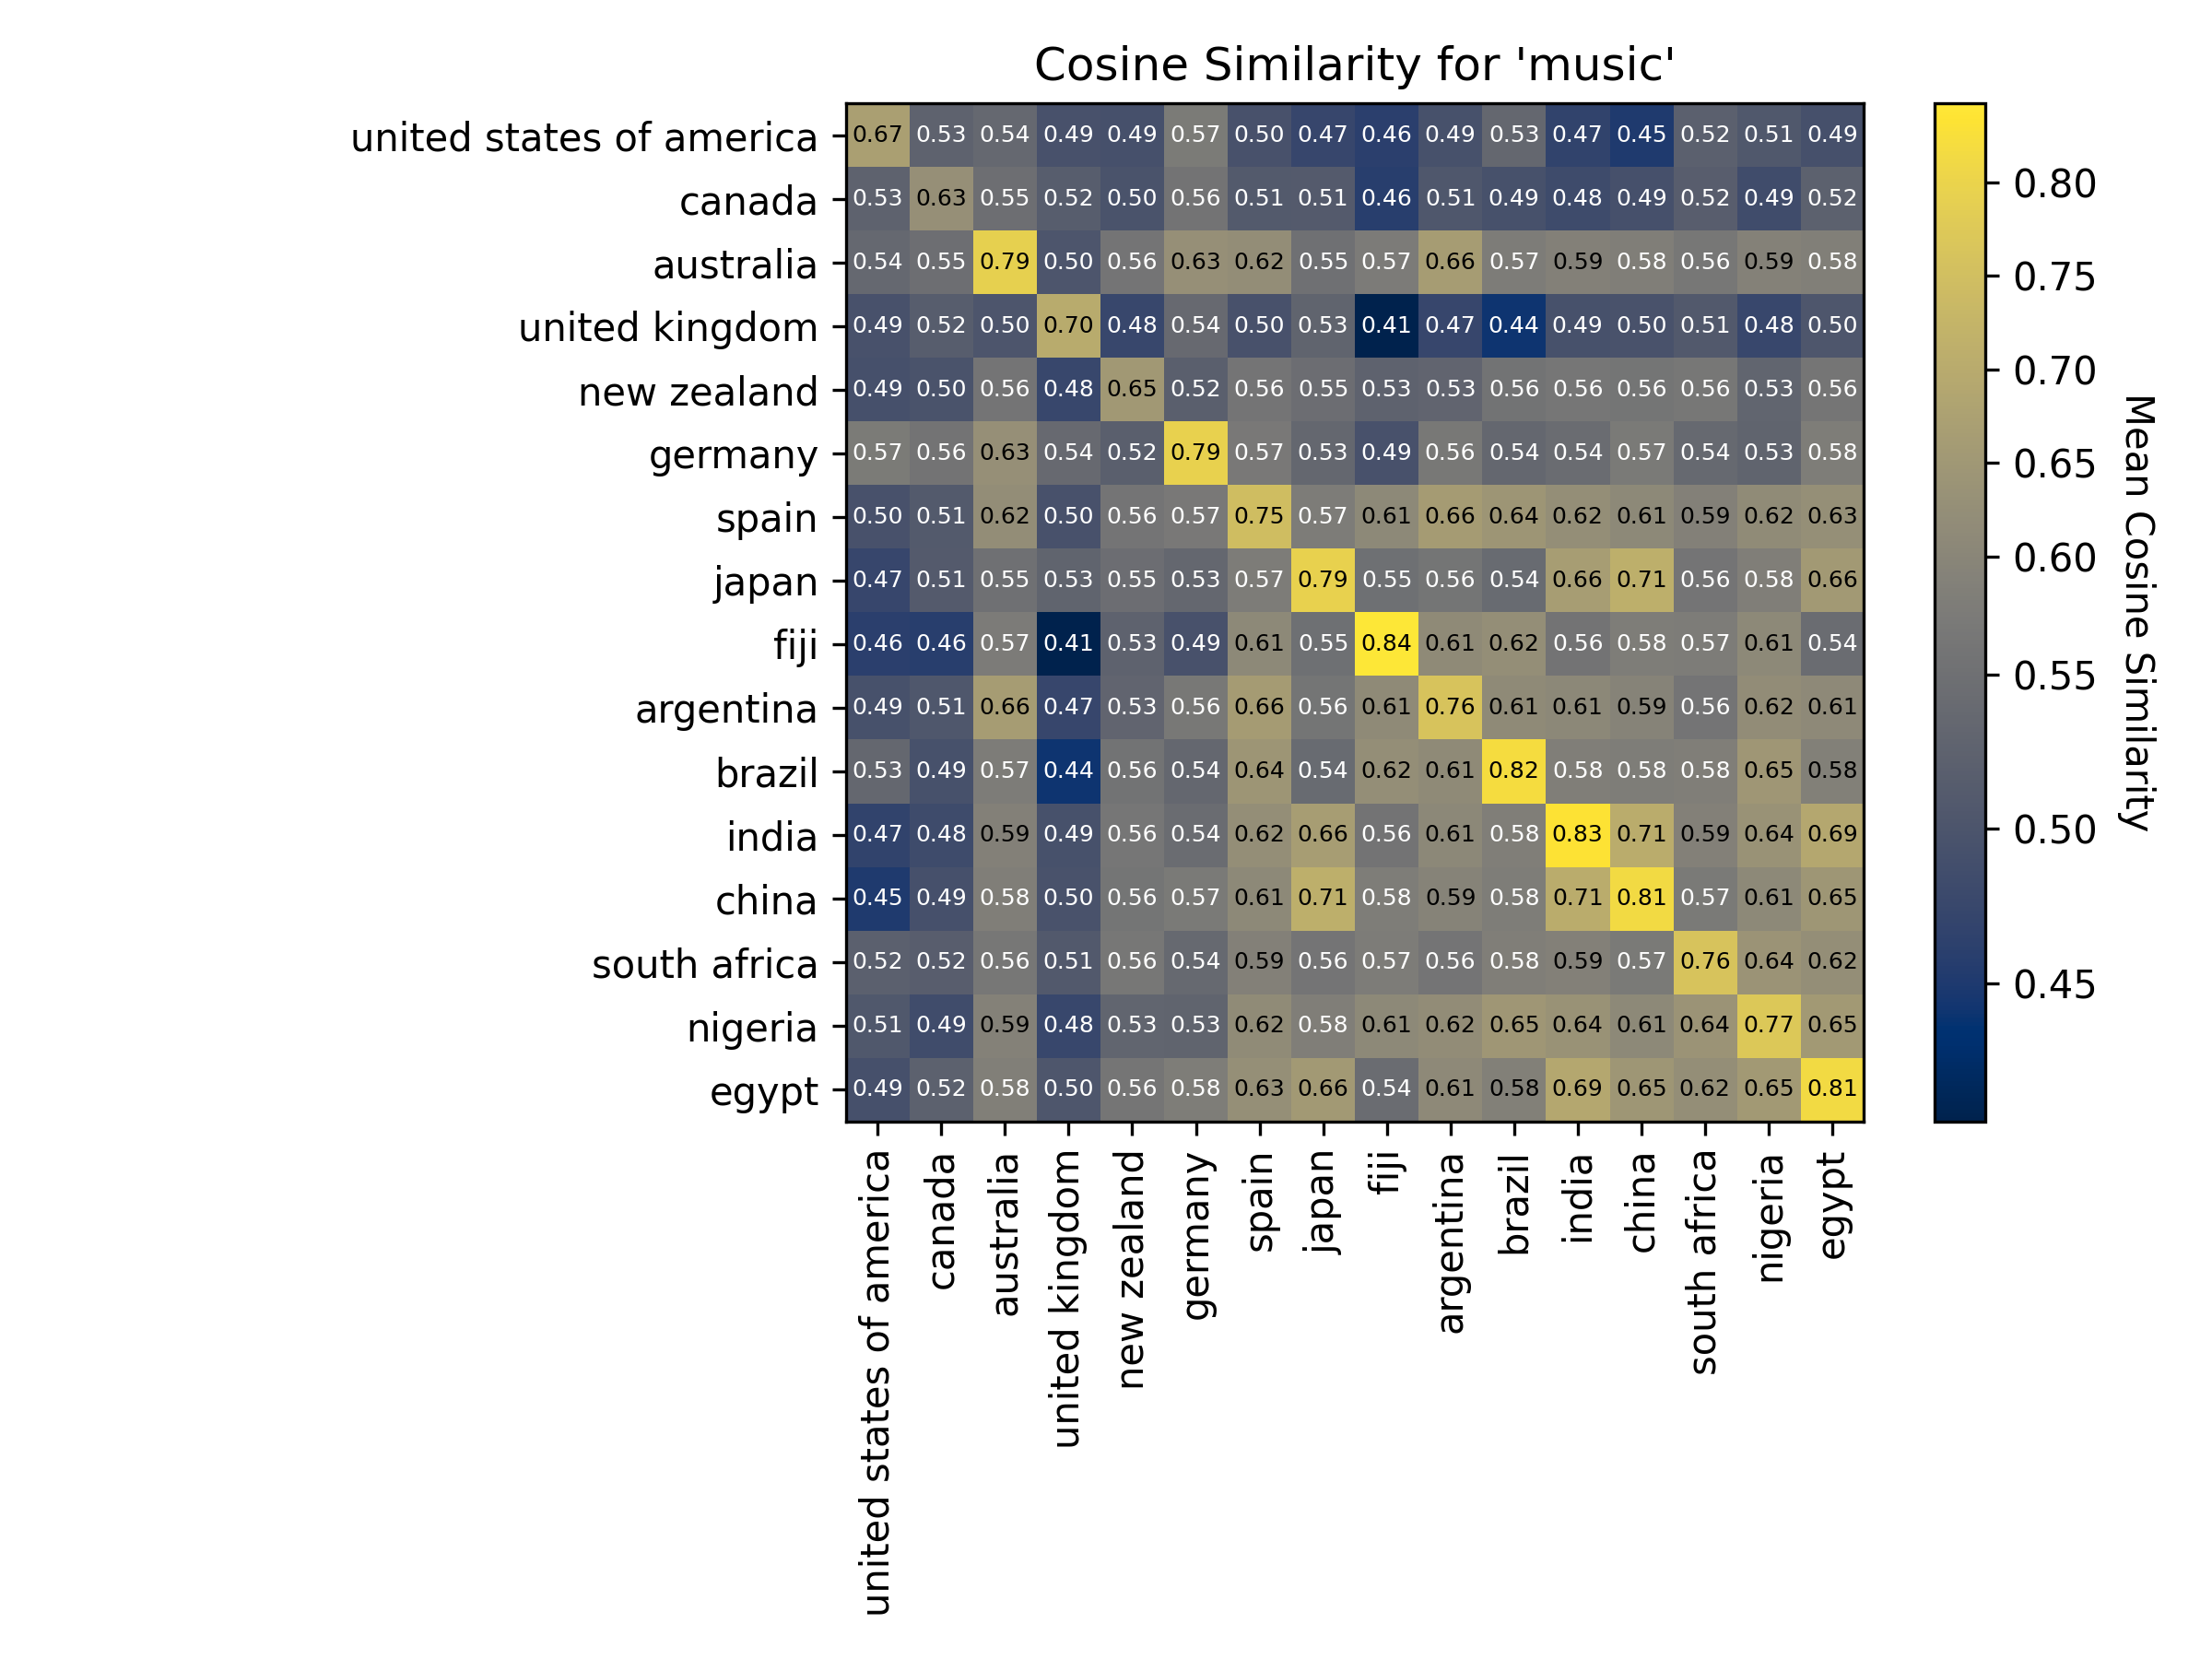 Cosine Similarity for 'music'
united states of america 0.67 0.53 0.54 0.49 0.49 0.57 0.50 0.47 0.46 0.49 0.53 0.47 0.45 0.52 0.51 0.49
canada 0.53 0.63 0.55 0.52 0.50 0.56 0.51 0.51 0.46 0.51 0.49 0.48 0.49 0.52 0.49 0.52
australia 0.54 0.55 0.79 0.50 0.56 0.63 0.62 0.55 0.57 0.66 0.57 0.59 0.58 0.56 0.59 0.58
united kingdom 0.49 0.52 0.50 0.70 0.48 0.54 0.50 0.53 0.41 0.47 0.44 0.49 0.50 0.51 0.48 0.50
new zealand 0.49 0.50 0.56 0.48 0.65 0.52 0.56 0.55 0.53 0.53 0.56 0.56 0.56 0.56 0.53 0.56
germany 0.57 0.56 0.63 0.54 0.52 0.79 0.57 0.53 0.49 0.56 0.54 0.54 0.57 0.54 0.53 0.58
spain 0.50 0.51 0.62 0.50 0.56 0.57 0.75 0.57 0.61 0.66 0.64 0.62 0.61 0.59 0.62 0.63
japan 0.47 0.51 0.55 0.53 0.55 0.53 0.57 0.79 0.55 0.56 0.54 0.66 0.71 0.56 0.58 0.66
fiji 0.46 0.46 0.57 0.41 0.53 0.49 0.61 0.55 0.84 0.61 0.62 0.56 0.58 0.57 0.61 0.54
argentina 0.49 0.51 0.66 0.47 0.53 0.56 0.66 0.56 0.61 0.76 0.61 0.61 0.59 0.56 0.62 0.61
brazil 0.53 0.49 0.57 0.44 0.56 0.54 0.64 0.54 0.62 0.61 0.82 0.58 0.58 0.58 0.65 0.58
india 0.47 0.48 0.59 0.49 0.56 0.54 0.62 0.66 0.56 0.61 0.58 0.83 0.71 0.59 0.64 0.69
china 0.45 0.49 0.58 0.50 0.56 0.57 0.61 0.71 0.58 0.59 0.58 0.71 0.81 0.57 0.61 0.65
south africa 0.52 0.52 0.56 0.51 0.56 0.54 0.59 0.56 0.57 0.56 0.58 0.59 0.57 0.76 0.64 0.62
nigeria 0.51 0.49 0.59 0.48 0.53 0.53 0.62 0.58 0.61 0.62 0.65 0.64 0.61 0.64 0.77 0.65
egypt 0.49 0.52 0.58 0.50 0.56 0.58 0.63 0.66 0.54 0.61 0.58 0.69 0.65 0.62 0.65 0.81
united states of america
canada
australia
united kingdom
new zealand
germany
spain
japan
fiji
argentina
brazil
india
china
south africa
nigeria
egypt
0.80
0.75
0.70
0.65
0.60
0.55
0.50
0.45
Mean Cosine Similarity